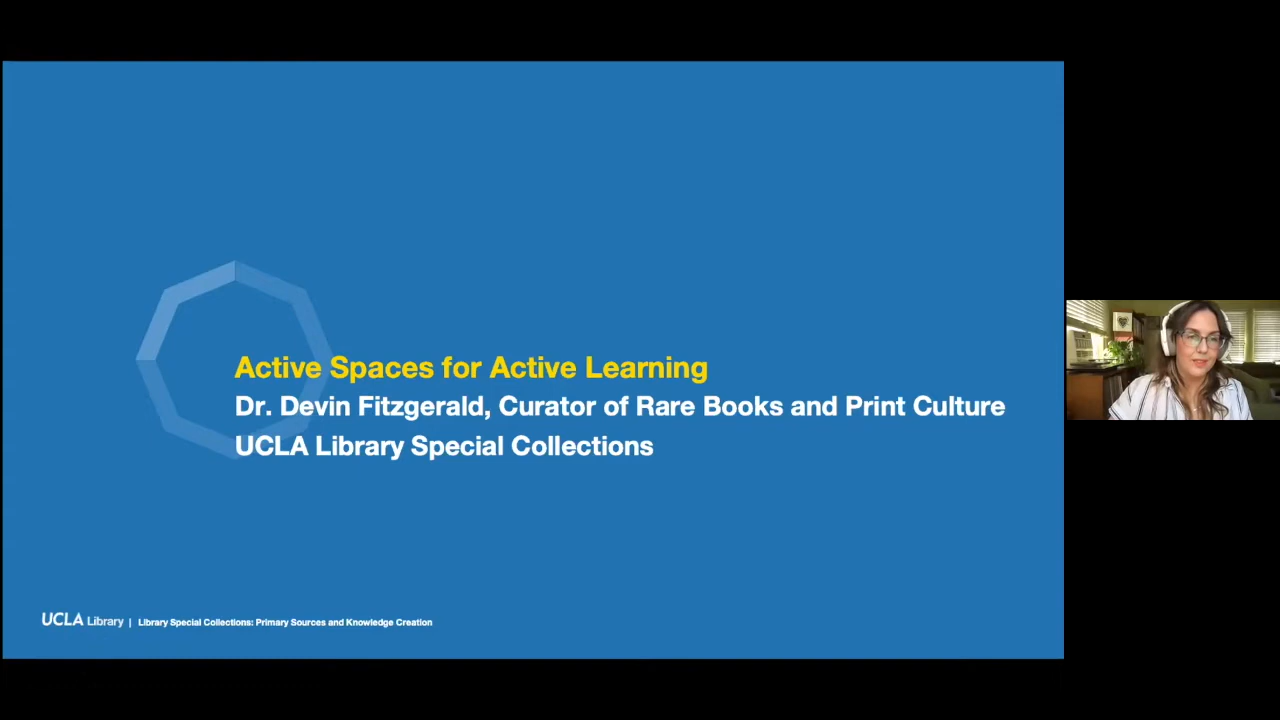 Active Spaces for Active Learning
Dr. Devin Fitzgerald, Curator of Rare Books and Print Culture
UCLA Library Special Collections
UCLA Library | Library Special Collections: Primary Sources and Knowledge Creation